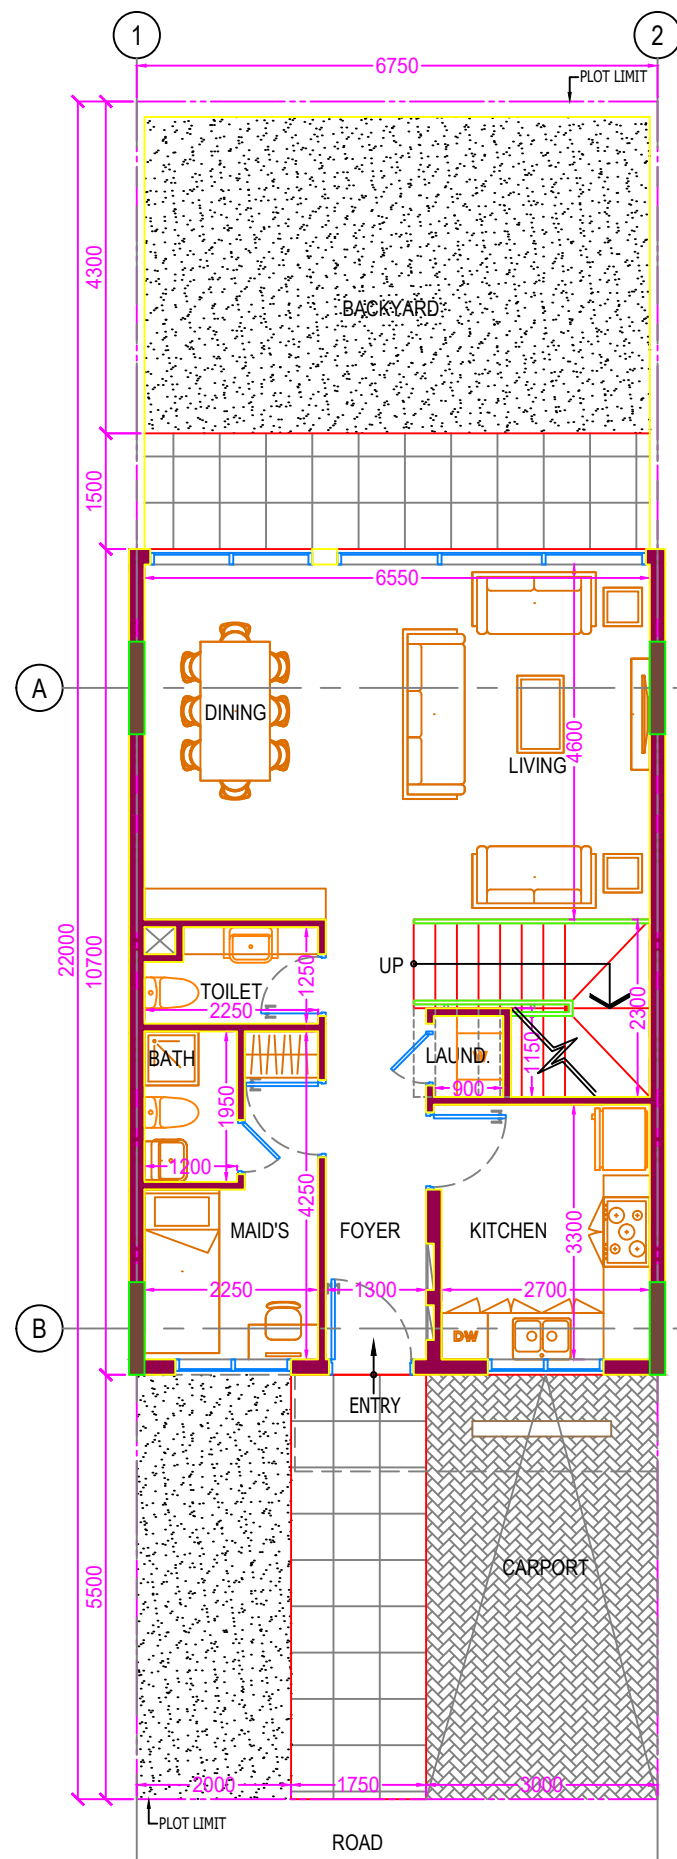 1
2
6750
PLOT LIMIT
4300
BACKYARD
1500
6550
A
DINING
4600
LIVING
22000
10700
UP
TOILET
1250
2250
2300
BATH
LAUND.
W
1150
900
1950
1200
4250
MAID'S
FOYER
KITCHEN
3300
2250
1300
2700
B
DW
ENTRY
5500
CARPORT
2000
1750
3000
PLOT LIMIT
ROAD